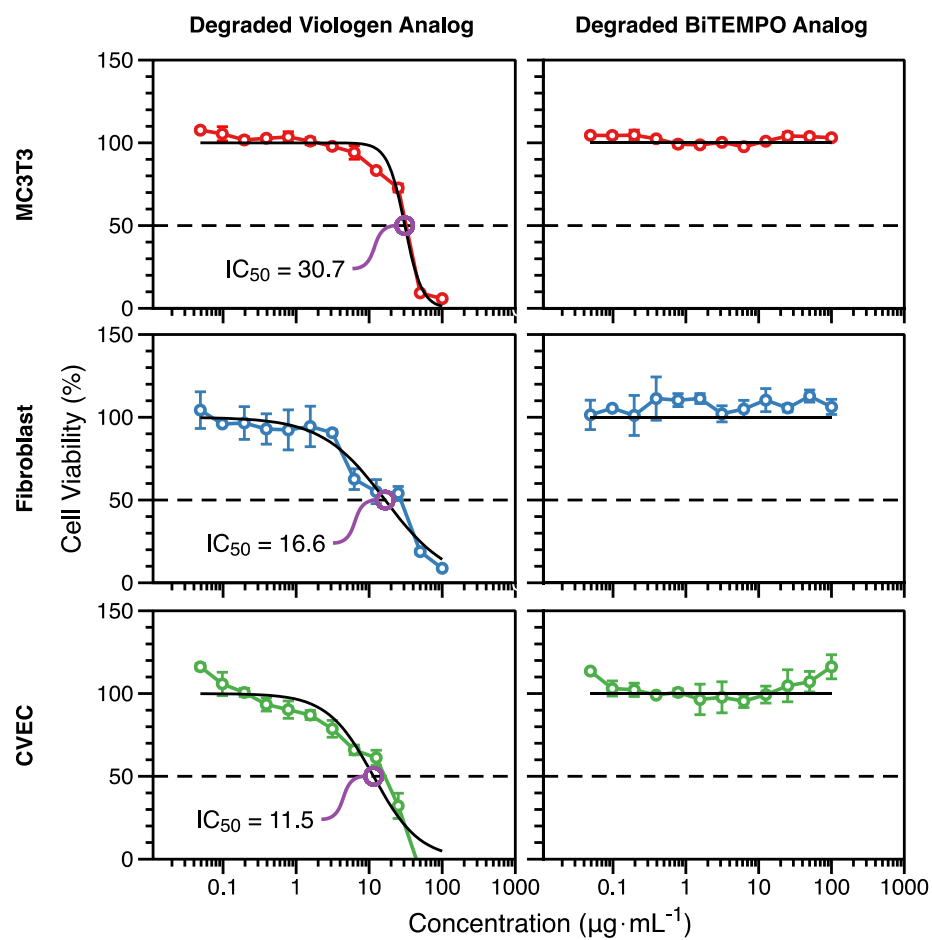 Degraded Viologen Analog
Degraded BiTEMPO Analog
MC3T3
150
100
50
0
IC50 = 30.7
Fibroblast
Cell Viability (%)
150
100
50
0
IC50 = 16.6
CVEC
150
100
50
0
IC50 = 11.5
0.1 1 10 100 1000
0.1 1 10 100 1000
Concentration (µg·mL-1)